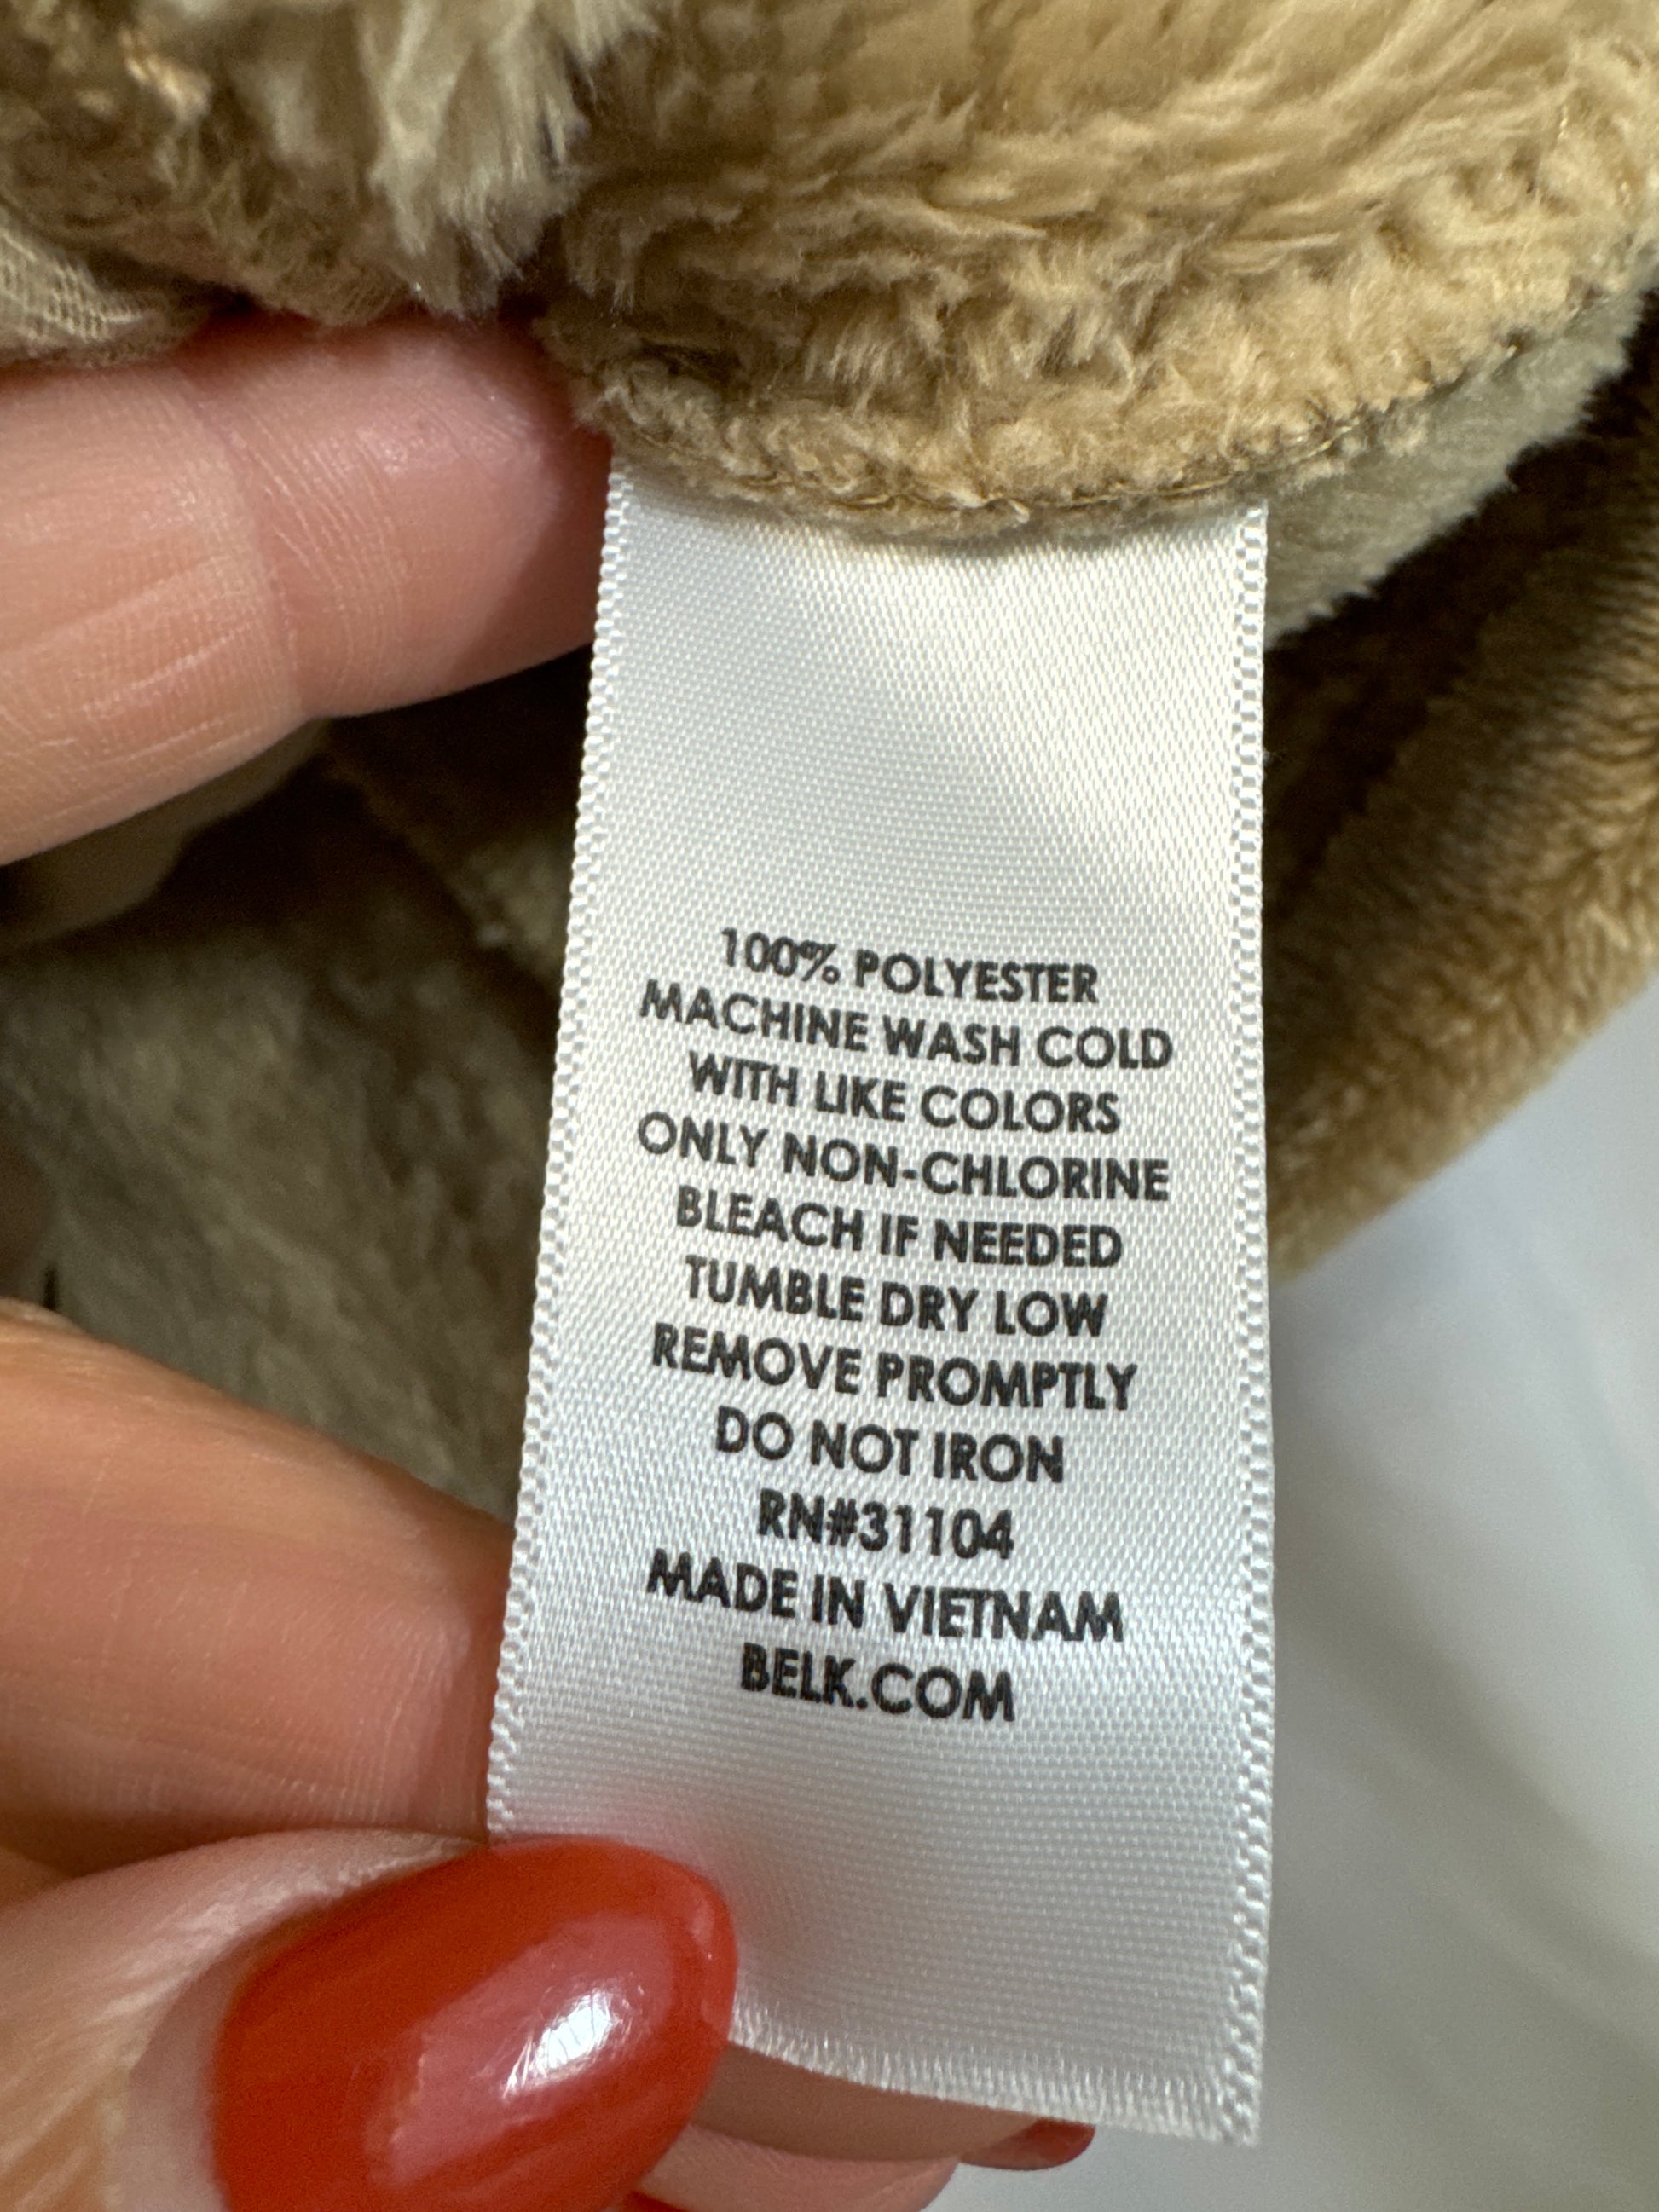 100% POLYESTER
MACHINE WASH COLD
WITH LIKE COLORS
ONLY NON-CHLORINE
BLEACH IF NEEDED
TUMBLE DRY LOW
REMOVE PROMPTLY
DO NOT IRON
RN#31104
MADE IN VIETNAM
BELK.COM